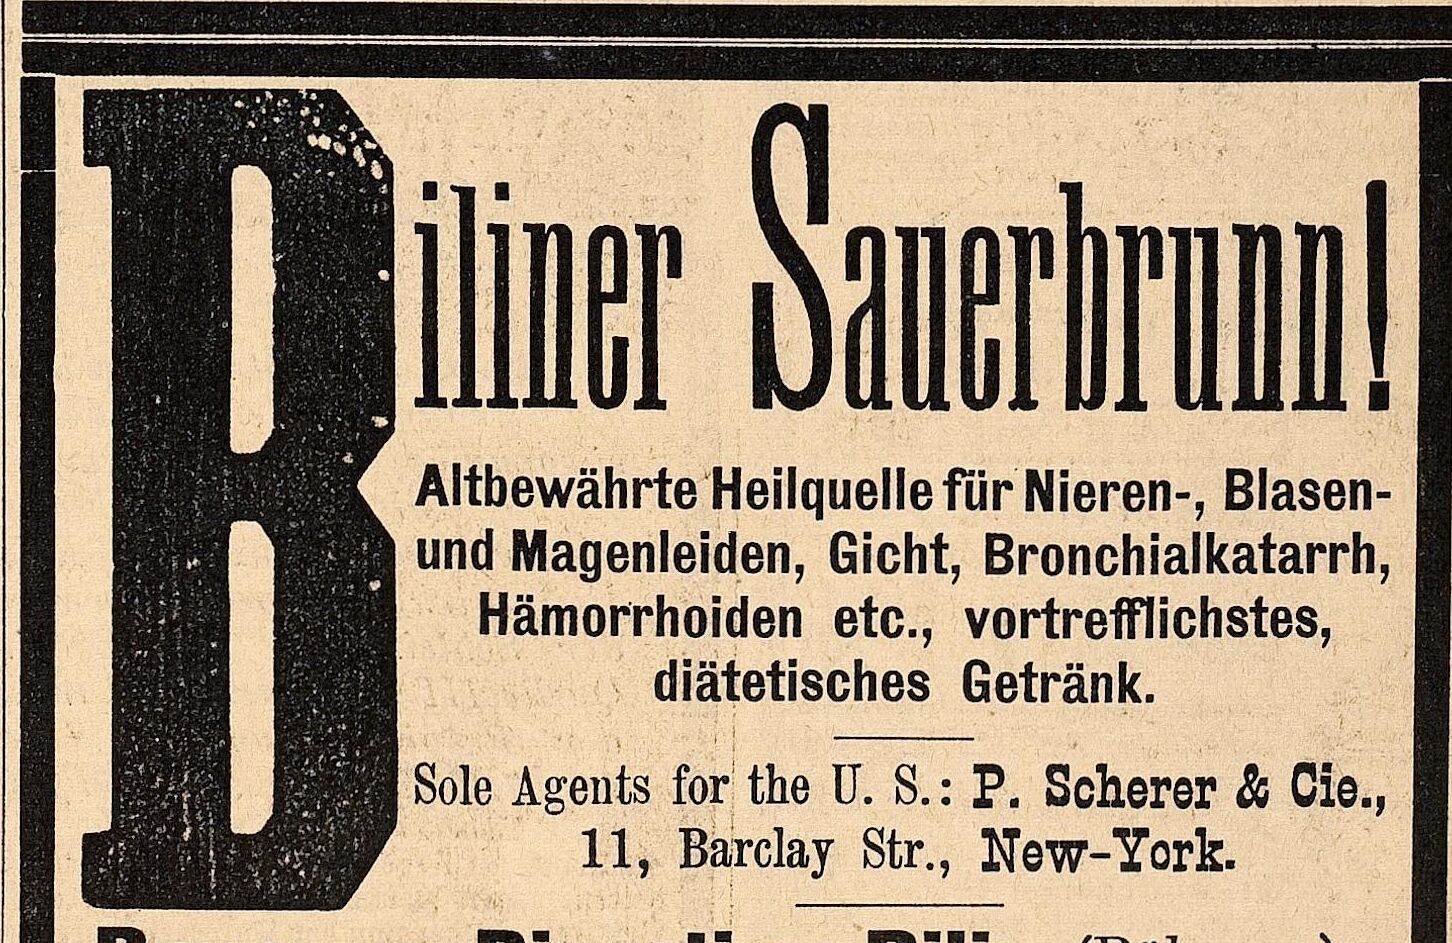 Biliner Sauerbrunn!
Altbewährte Heilquelle für Nieren-, Blasen-
und Magenleiden, Gicht, Bronchialkatarrh,
Hämorrhoiden etc., vortrefflichstes,
diätetisches Getränk.
Sole Agents for the U. S.: P. Scherer & Cie.,
11, Barclay Str., New-York.